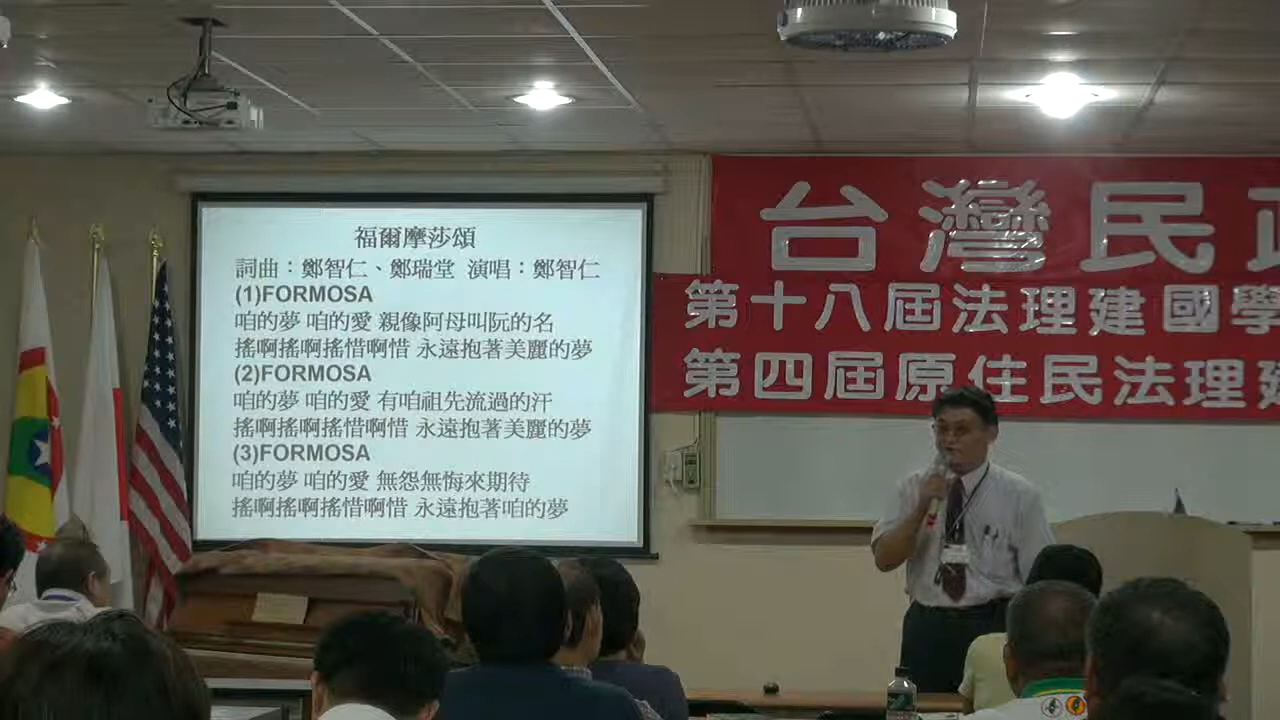 福爾摩莎頌
詞曲：鄭智仁、鄭瑞堂 演唱：鄭智仁
(1)FORMOSA
咱的夢 咱的愛 親像阿母叫阮的名
搖啊搖啊搖惜啊惜 永遠抱著美麗的夢
(2)FORMOSA
咱的夢 咱的愛 有咱祖先流過的汗
搖啊搖啊搖惜啊惜 永遠抱著美麗的夢
(3)FORMOSA
咱的夢 咱的愛 無怨無悔來期待
搖啊搖啊搖惜啊惜 永遠抱著咱的夢
台灣民政
第十八屆法理建國學
第四屆原住民法理建